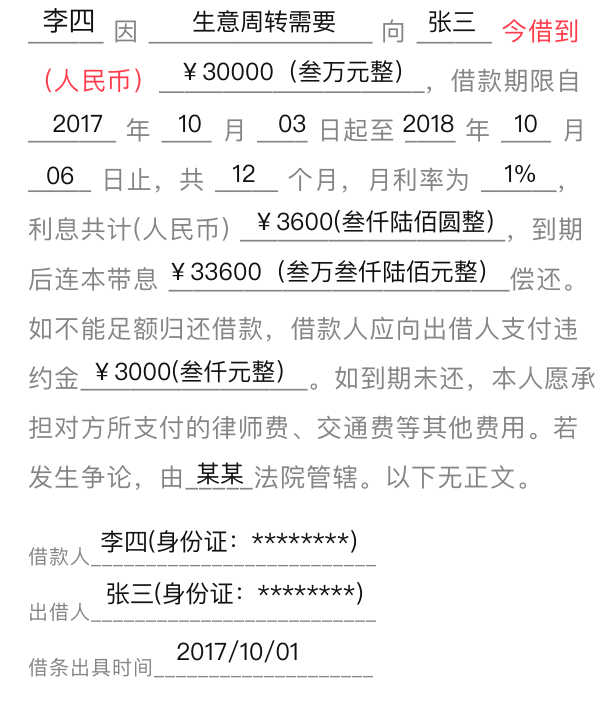 李四 因 生意周转需要 向 张三 今借到
（人民币）￥30000（叁万元整），借款期限自
2017 年 10 月 03 日起至 2018 年 10 月
06 日止，共 12 个月，月利率为 1%，
利息共计(人民币) ￥3600(叁仟陆佰圆整)，到期
后连本带息 ￥33600（叁万叁仟陆佰元整）偿还。
如不能足额归还借款，借款人应向出借人支付违
约金 ￥3000(叁仟元整)。如到期未还，本人愿承
担对方所支付的律师费、交通费等其他费用。若
发生争论，由 某某 法院管辖。以下无正文。
借款人 李四(身份证：********)
出借人 张三(身份证：********)
借条出具时间 2017/10/01